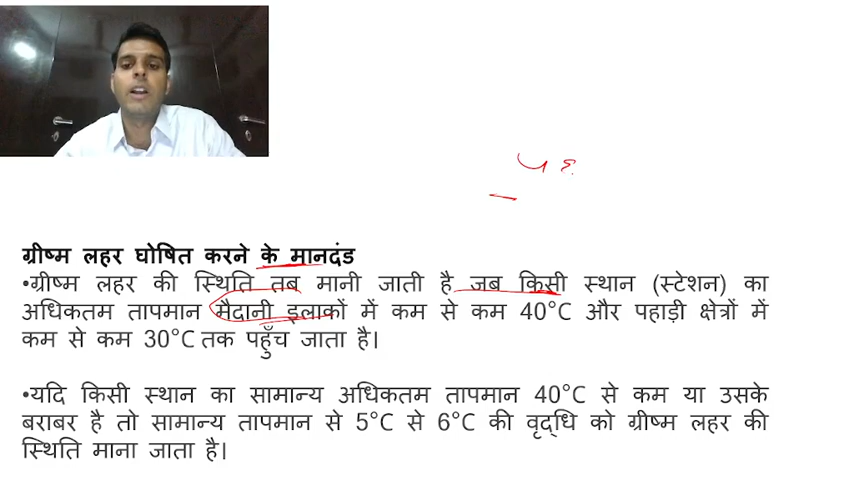 ग्रीष्म लहर घोषित करने के मानदंड
•ग्रीष्म लहर की स्थिति तब मानी जाती है जब किसी स्थान (स्टेशन) का
अधिकतम तापमान मैदानी इलाकों में कम से कम 40°C और पहाड़ी क्षेत्रों में
कम से कम 30°C तक पहुँच जाता है।
•यदि किसी स्थान का सामान्य अधिकतम तापमान 40°C से कम या उसके
बराबर है तो सामान्य तापमान से 5°C से 6°C की वृद्धि को ग्रीष्म लहर की
स्थिति माना जाता है।